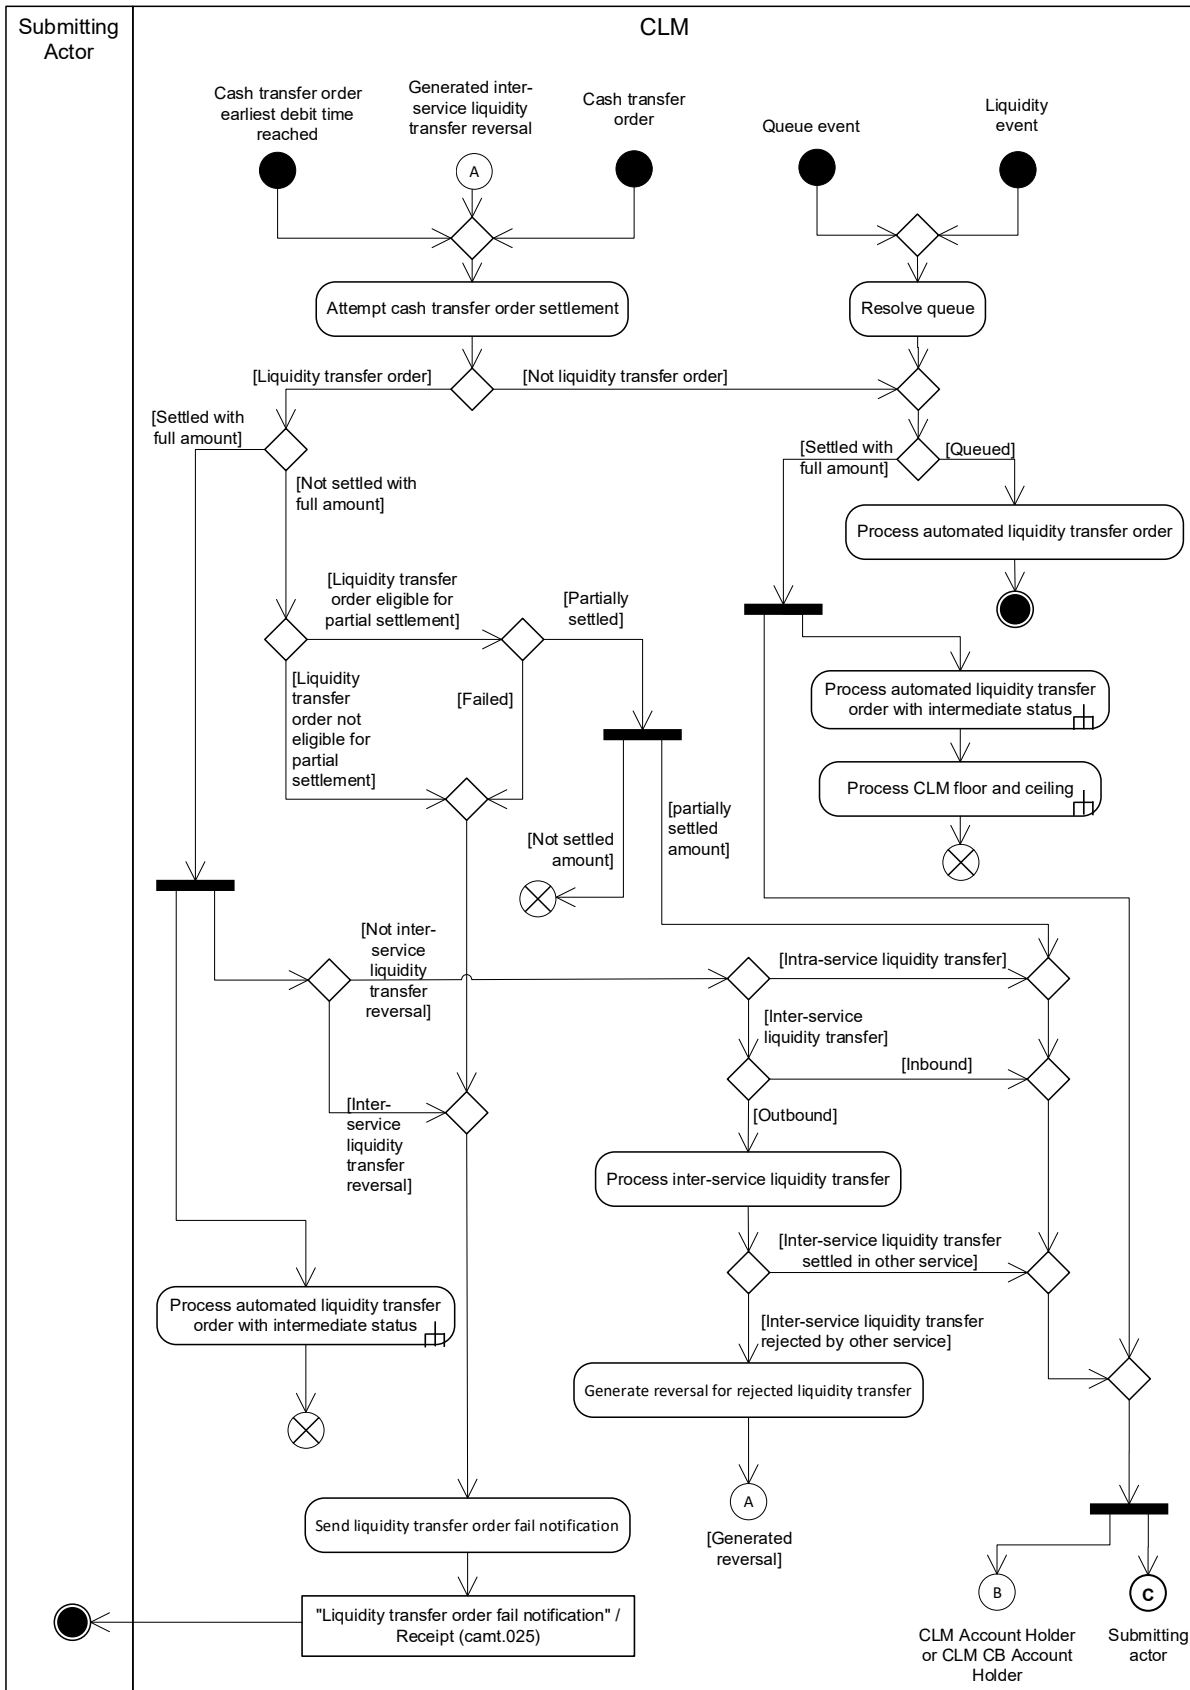 Submitting
Actor
CLM
Cash transfer order
earliest debit time
reached
Generated inter-
service liquidity
transfer reversal
Cash transfer
order
Queue event
Liquidity
event
A
Attempt cash transfer order settlement
Resolve queue
[Liquidity transfer order]
[Not liquidity transfer order]
[Settled with
full amount]
[Not settled with
full amount]
[Settled with
full amount]
[Queued]
Process automated liquidity transfer order
[Liquidity transfer
order eligible for
partial settlement]
[Partially
settled]
[Liquidity
transfer
order not
eligible for
partial
settlement]
[Failed]
Process automated liquidity transfer
order with intermediate status
Process CLM floor and ceiling
[Not settled
amount]
[partially
settled
amount]
[Not inter-
service
liquidity
transfer
reversal]
[Intra-service liquidity transfer]
[Inter-service
liquidity transfer]
[Inbound]
[Inter-
service
liquidity
transfer
reversal]
[Outbound]
Process inter-service liquidity transfer
[Inter-service liquidity transfer
settled in other service]
Process automated liquidity transfer
order with intermediate status
[Inter-service liquidity transfer
rejected by other service]
Generate reversal for rejected liquidity transfer
A
[Generated
reversal]
Send liquidity transfer order fail notification
"Liquidity transfer order fail notification" /
Receipt (camt.025)
B
C
CLM Account Holder
or CLM CB Account
Holder
Submitting
actor